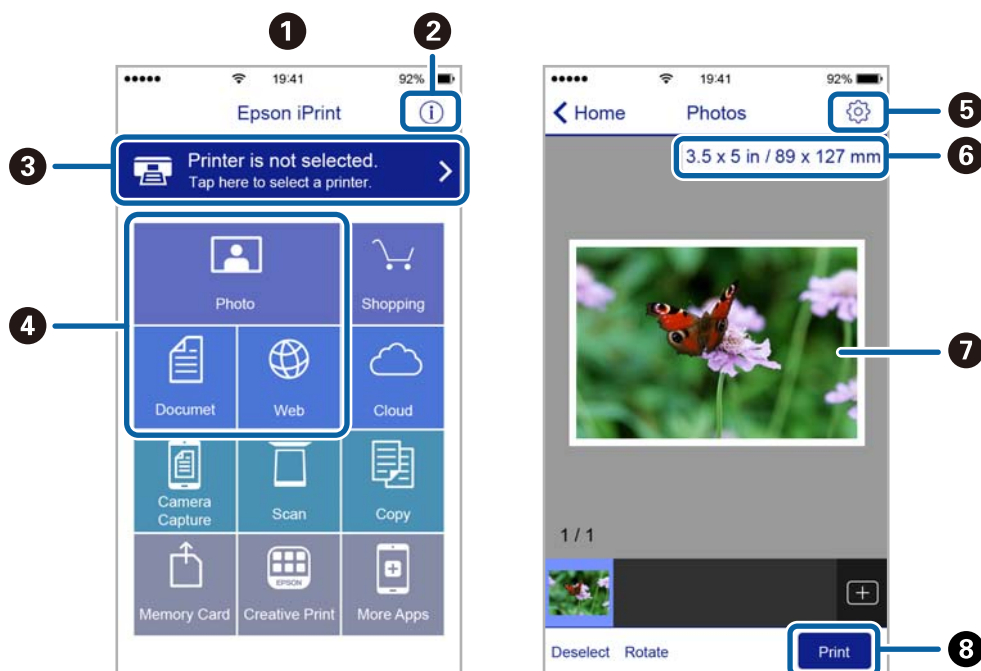 1
2
19:41
92%
Epson iPrint
3
Printer is not selected.
Tap here to select a printer.
4
Photo
Shopping
Documet
Web
Cloud
Camera
Capture
Scan
Copy
EPSON
Memory Card
Creative Print
More Apps
19:41
92%
Home
Photos
5
3.5 x 5 in / 89 x 127 mm
6
7
1 / 1
Deselect
Rotate
Print
8